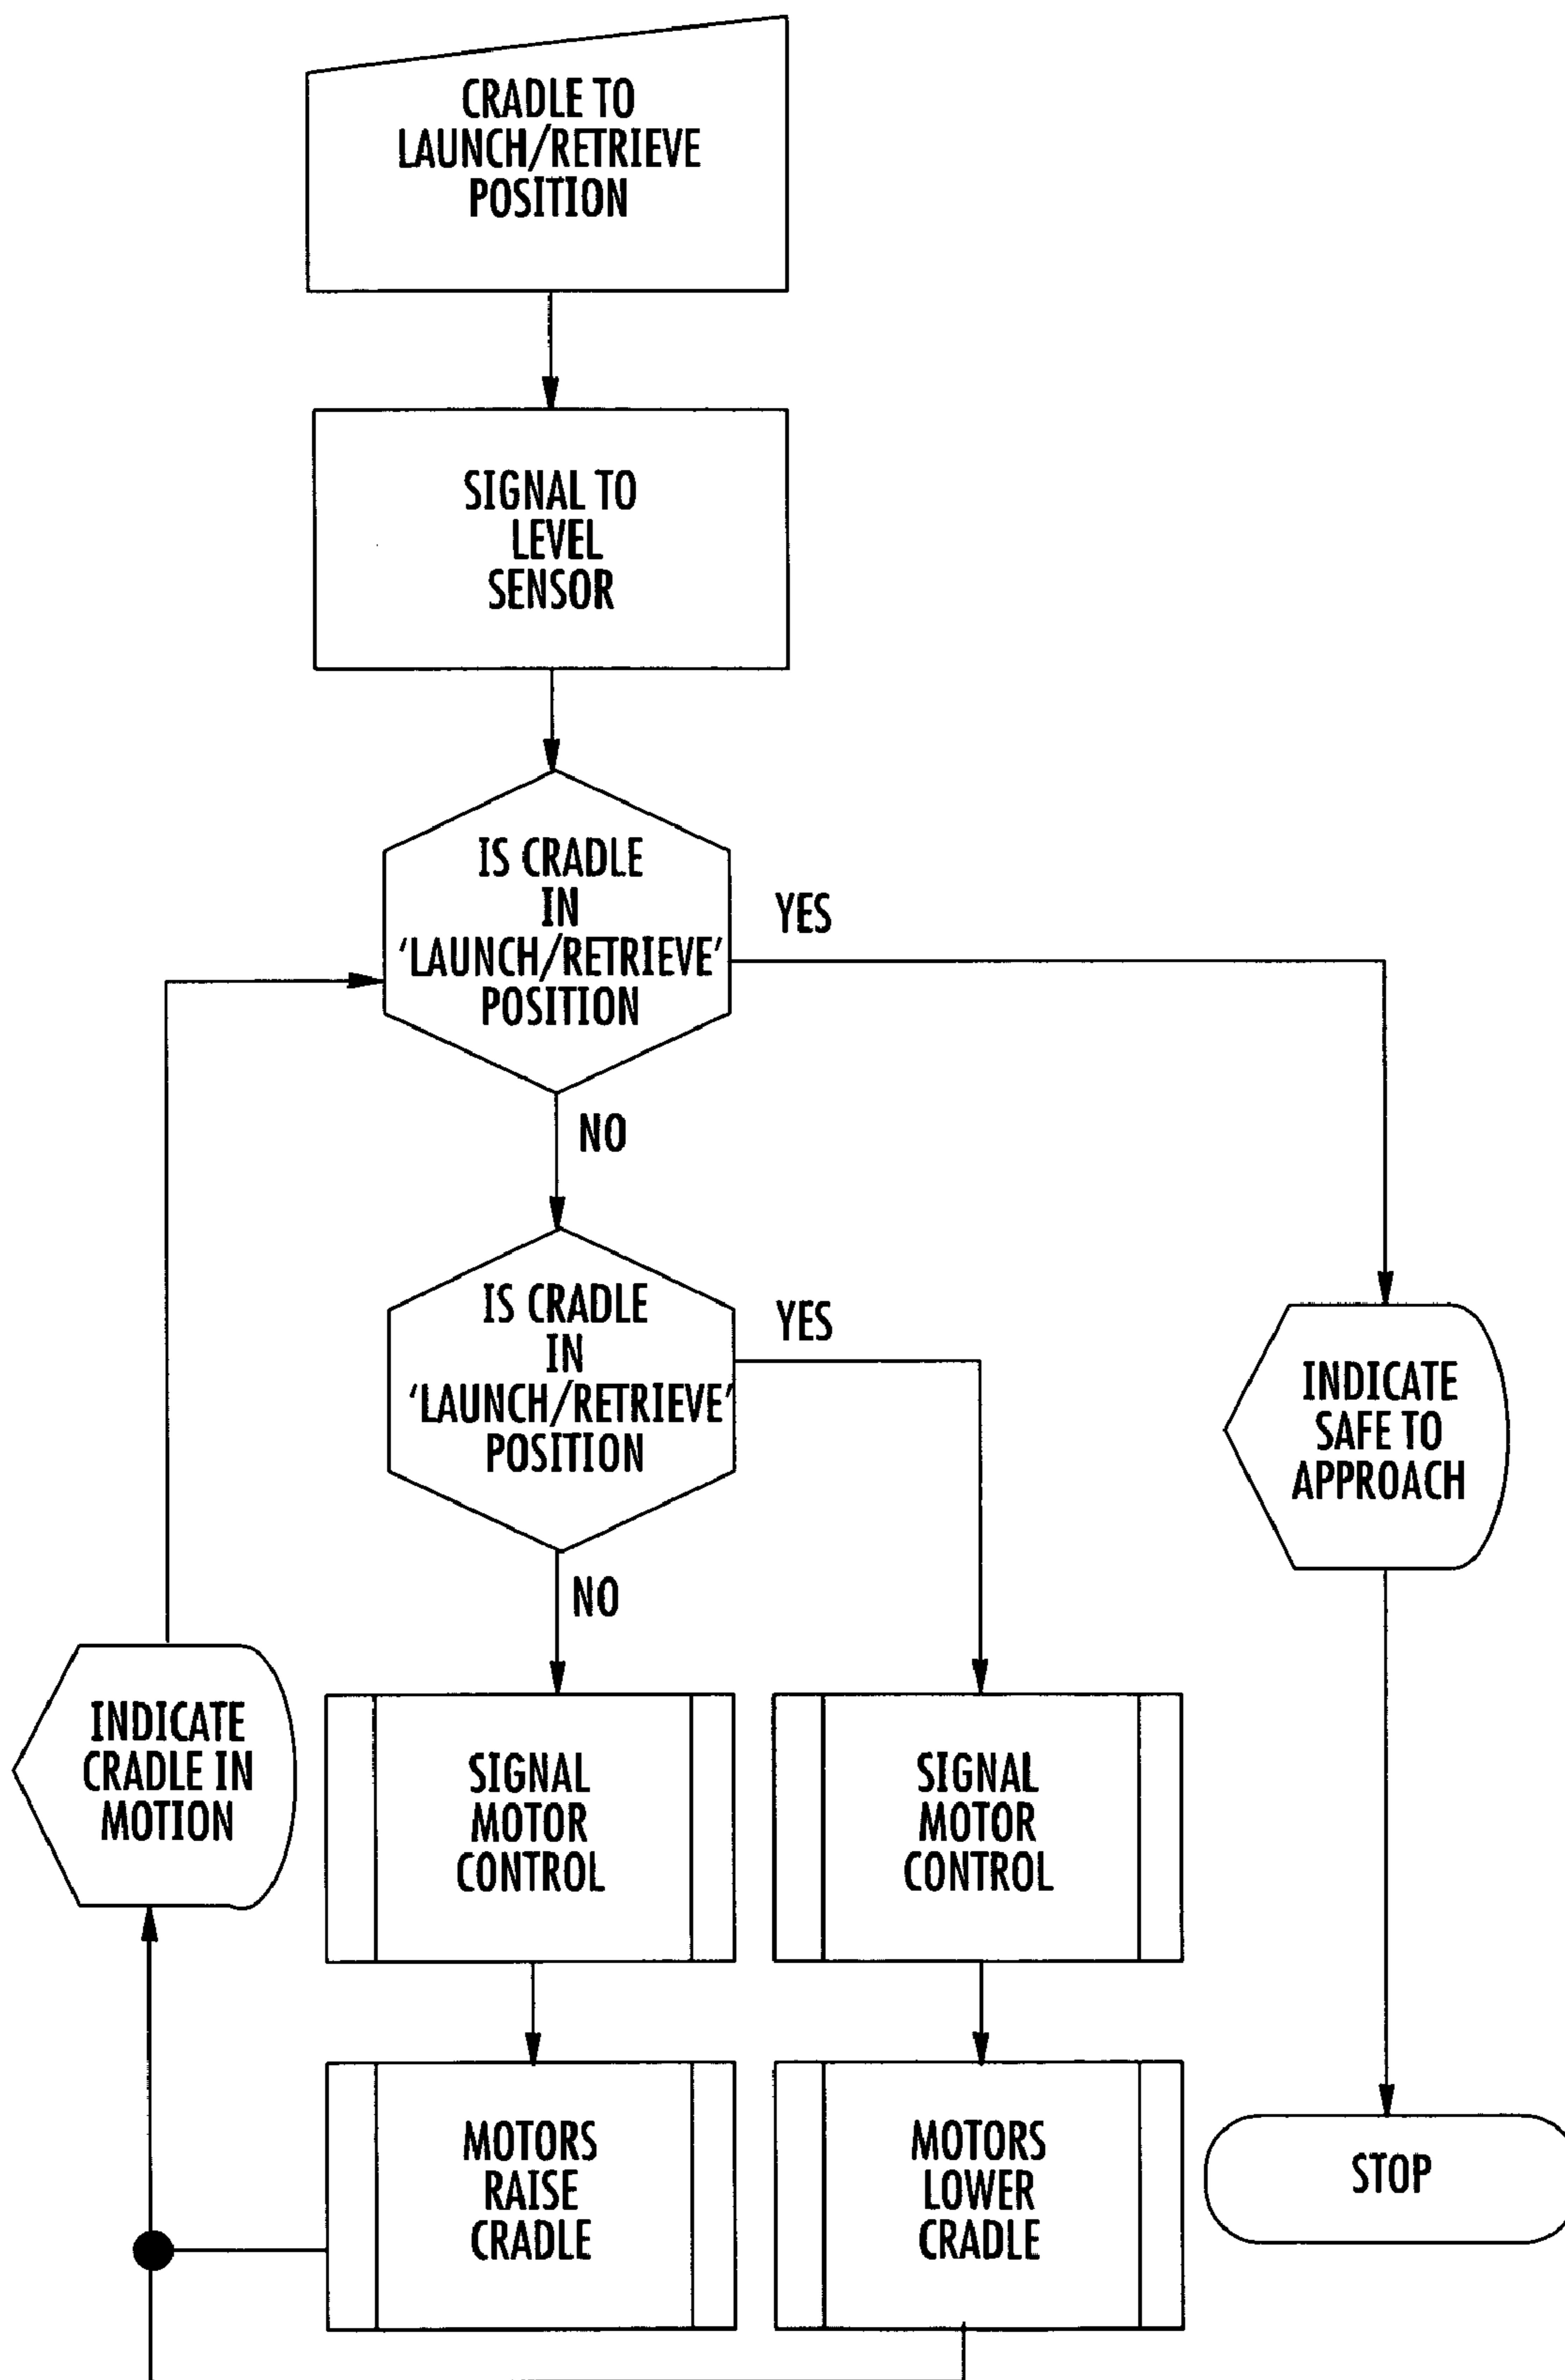 CRADLE TO
LAUNCH/RETRIEVE
POSITION
SIGNAL TO
LEVEL
SENSOR
IS CRADLE
IN
'LAUNCH/RETRIEVE'
POSITION
YES
NO
IS CRADLE
IN
'LAUNCH/RETRIEVE'
POSITION
YES
NO
INDICATE
SAFE TO
APPROACH
INDICATE
CRADLE IN
MOTION
SIGNAL
MOTOR
CONTROL
SIGNAL
MOTOR
CONTROL
MOTORS
RAISE
CRADLE
MOTORS
LOWER
CRADLE
STOP